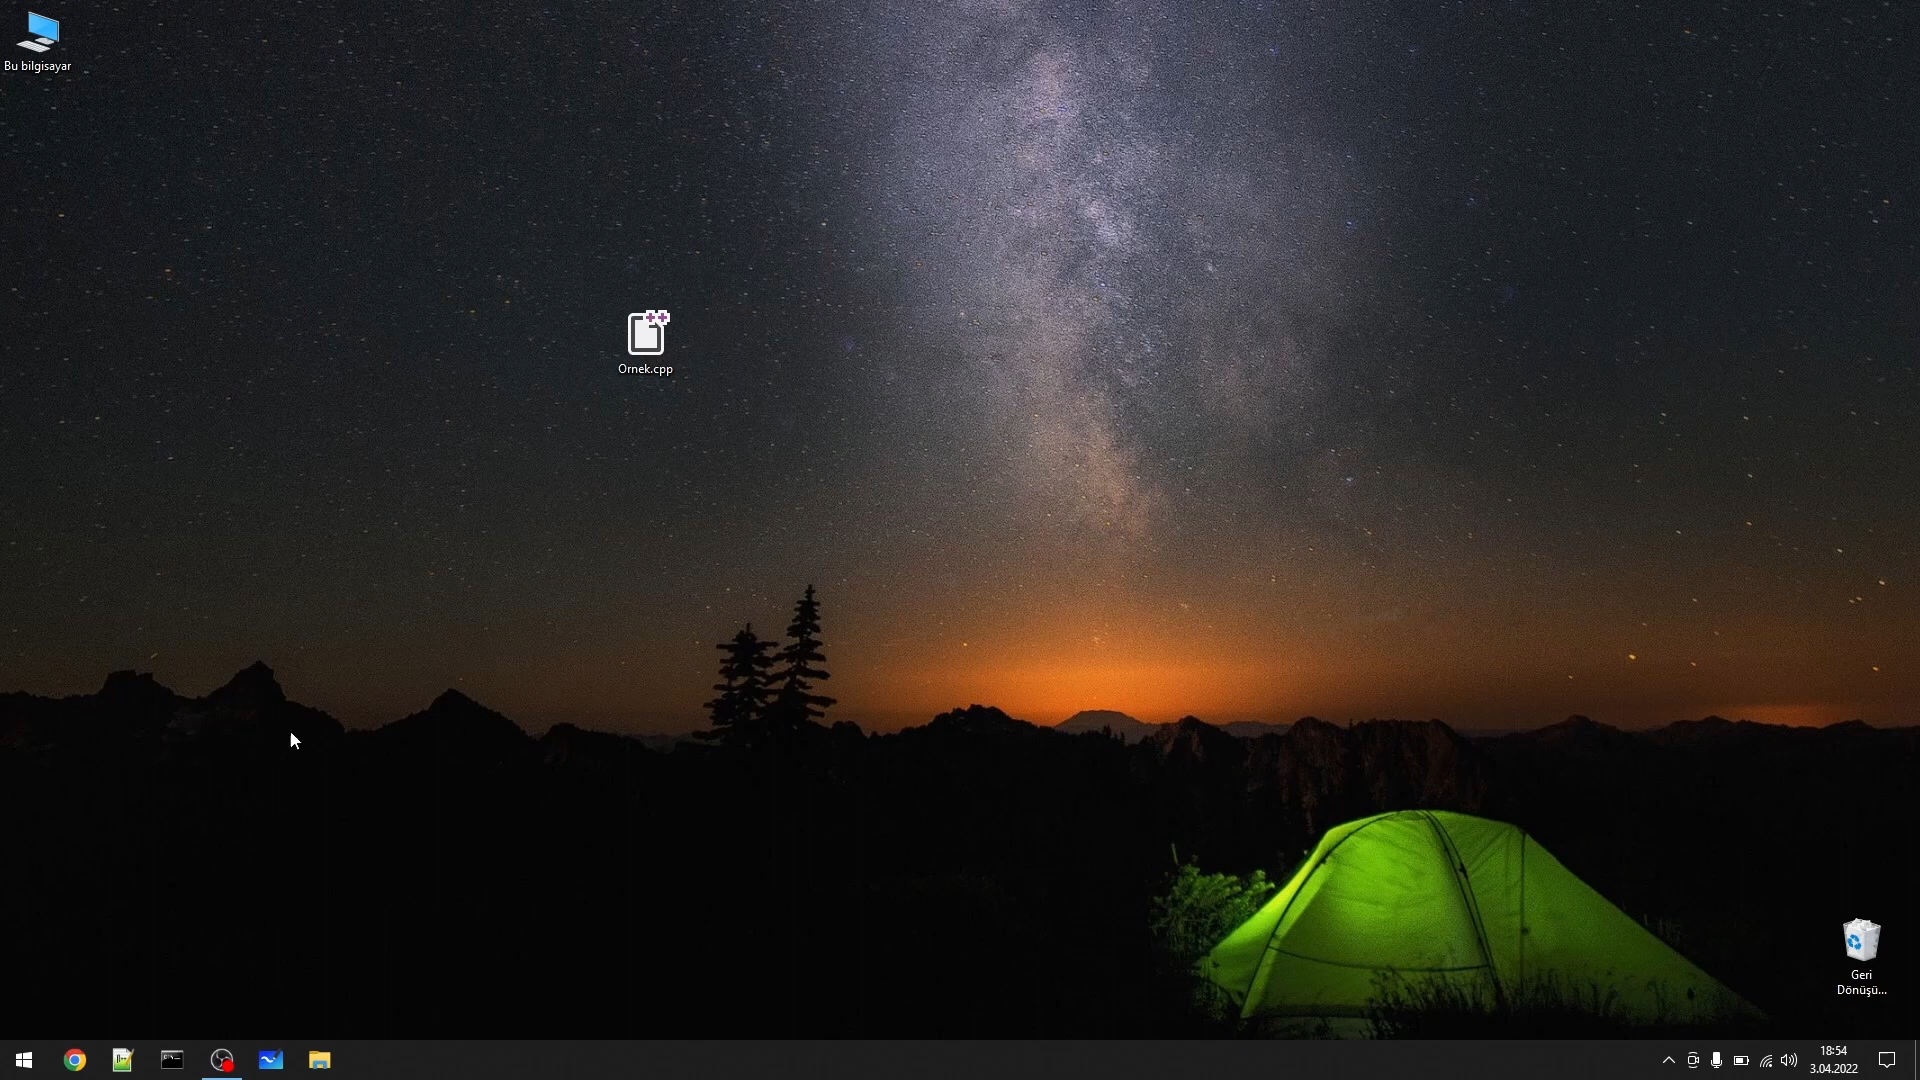 Bu bilgisayar
Ornek.cpp
Geri
Dönüşü...
18:54
3.04.2022